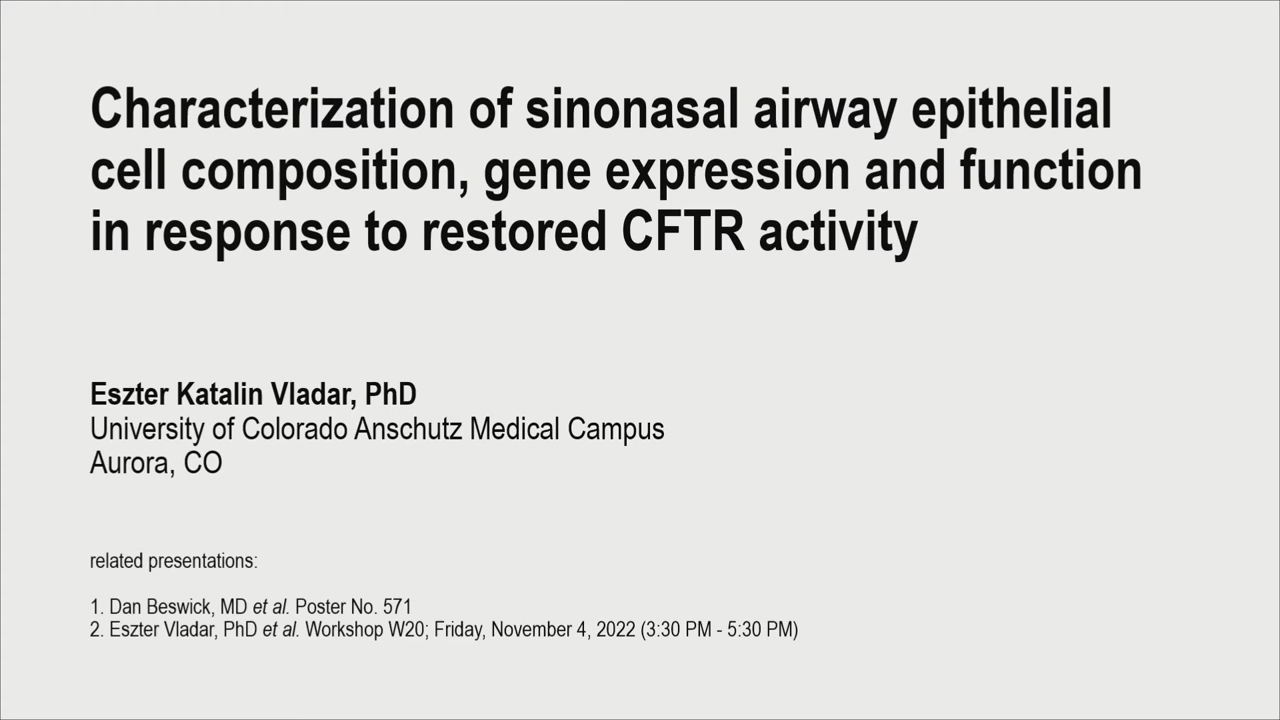 Characterization of sinonasal airway epithelial
cell composition, gene expression and function
in response to restored CFTR activity
Eszter Katalin Vladar, PhD
University of Colorado Anschutz Medical Campus
Aurora, CO
related presentations:
1. Dan Beswick, MD et al. Poster No. 571
2. Eszter Vladar, PhD et al. Workshop W20; Friday, November 4, 2022 (3:30 PM - 5:30 PM)